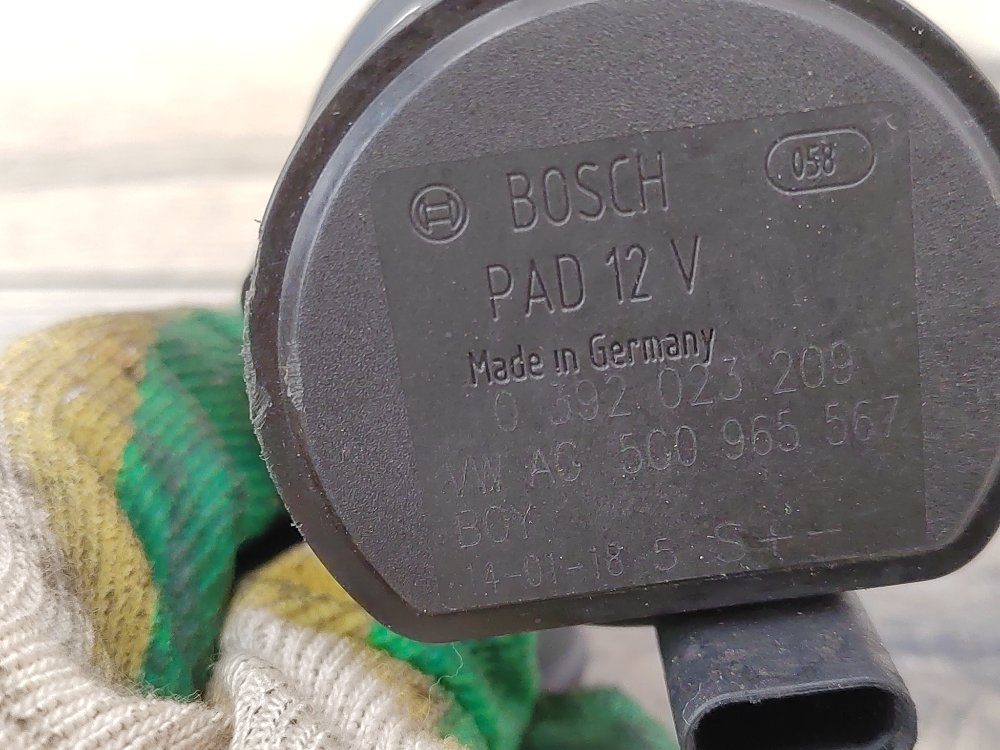 BOSCH
058
PAD 12 V
Made in Germany
0 392 023 209
VW AG 5G0 965 567
BOY
14-01-18 5 S + -